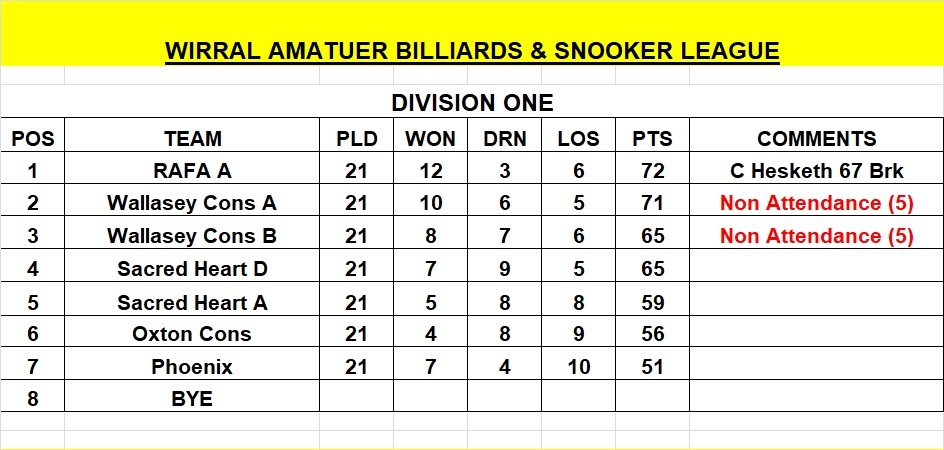 WIRRAL AMATUER BILLIARDS & SNOOKER LEAGUE
DIVISION ONE
POS TEAM PLD WON DRN LOS PTS COMMENTS
1 RAFA A 21 12 3 6 72 C Hesketh 67 Brk
2 Wallasey Cons A 21 10 6 5 71 Non Attendance (5)
3 Wallasey Cons B 21 8 7 6 65 Non Attendance (5)
4 Sacred Heart D 21 7 9 5 65
5 Sacred Heart A 21 5 8 8 59
6 Oxton Cons 21 4 8 9 56
7 Phoenix 21 7 4 10 51
8 BYE